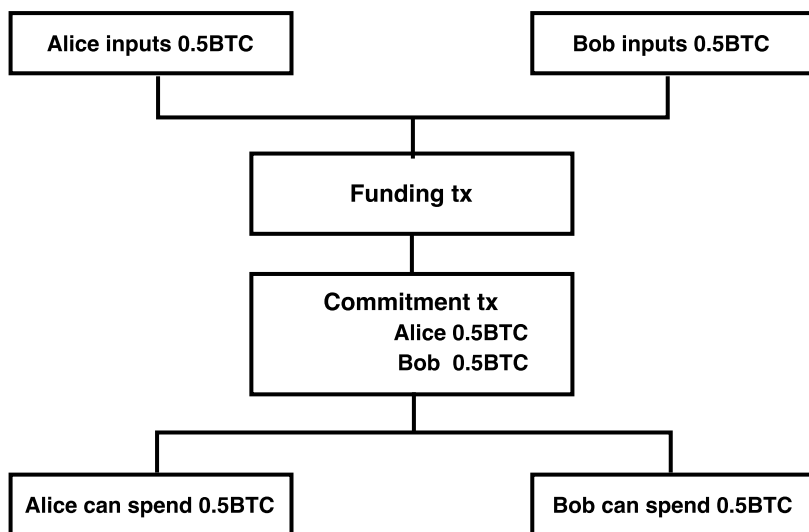 Alice inputs 0.5BTC
Bob inputs 0.5BTC
Funding tx
Commitment tx
Alice 0.5BTC
Bob 0.5BTC
Alice can spend 0.5BTC
Bob can spend 0.5BTC